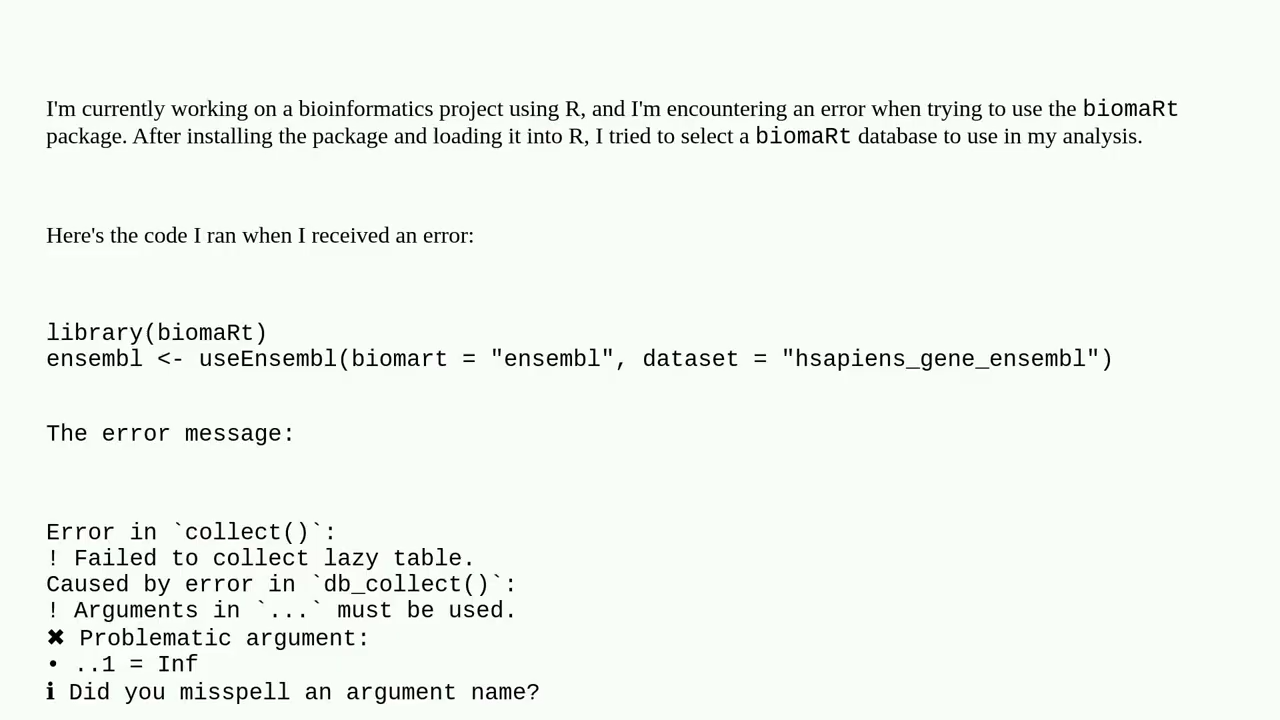 I'm currently working on a bioinformatics project using R, and I'm encountering an error when trying to use the biomaRt
package. After installing the package and loading it into R, I tried to select a biomaRt database to use in my analysis.
Here's the code I ran when I received an error:
library(biomaRt)
ensembl <- useEnsembl(biomart = "ensembl", dataset = "hsapiens_gene_ensembl")
The error message:
Error in `collect()`:
! Failed to collect lazy table.
Caused by error in `db_collect()`:
! Arguments in `...` must be used.
✖ Problematic argument:
• ..1 = Inf
ℹ Did you misspell an argument name?